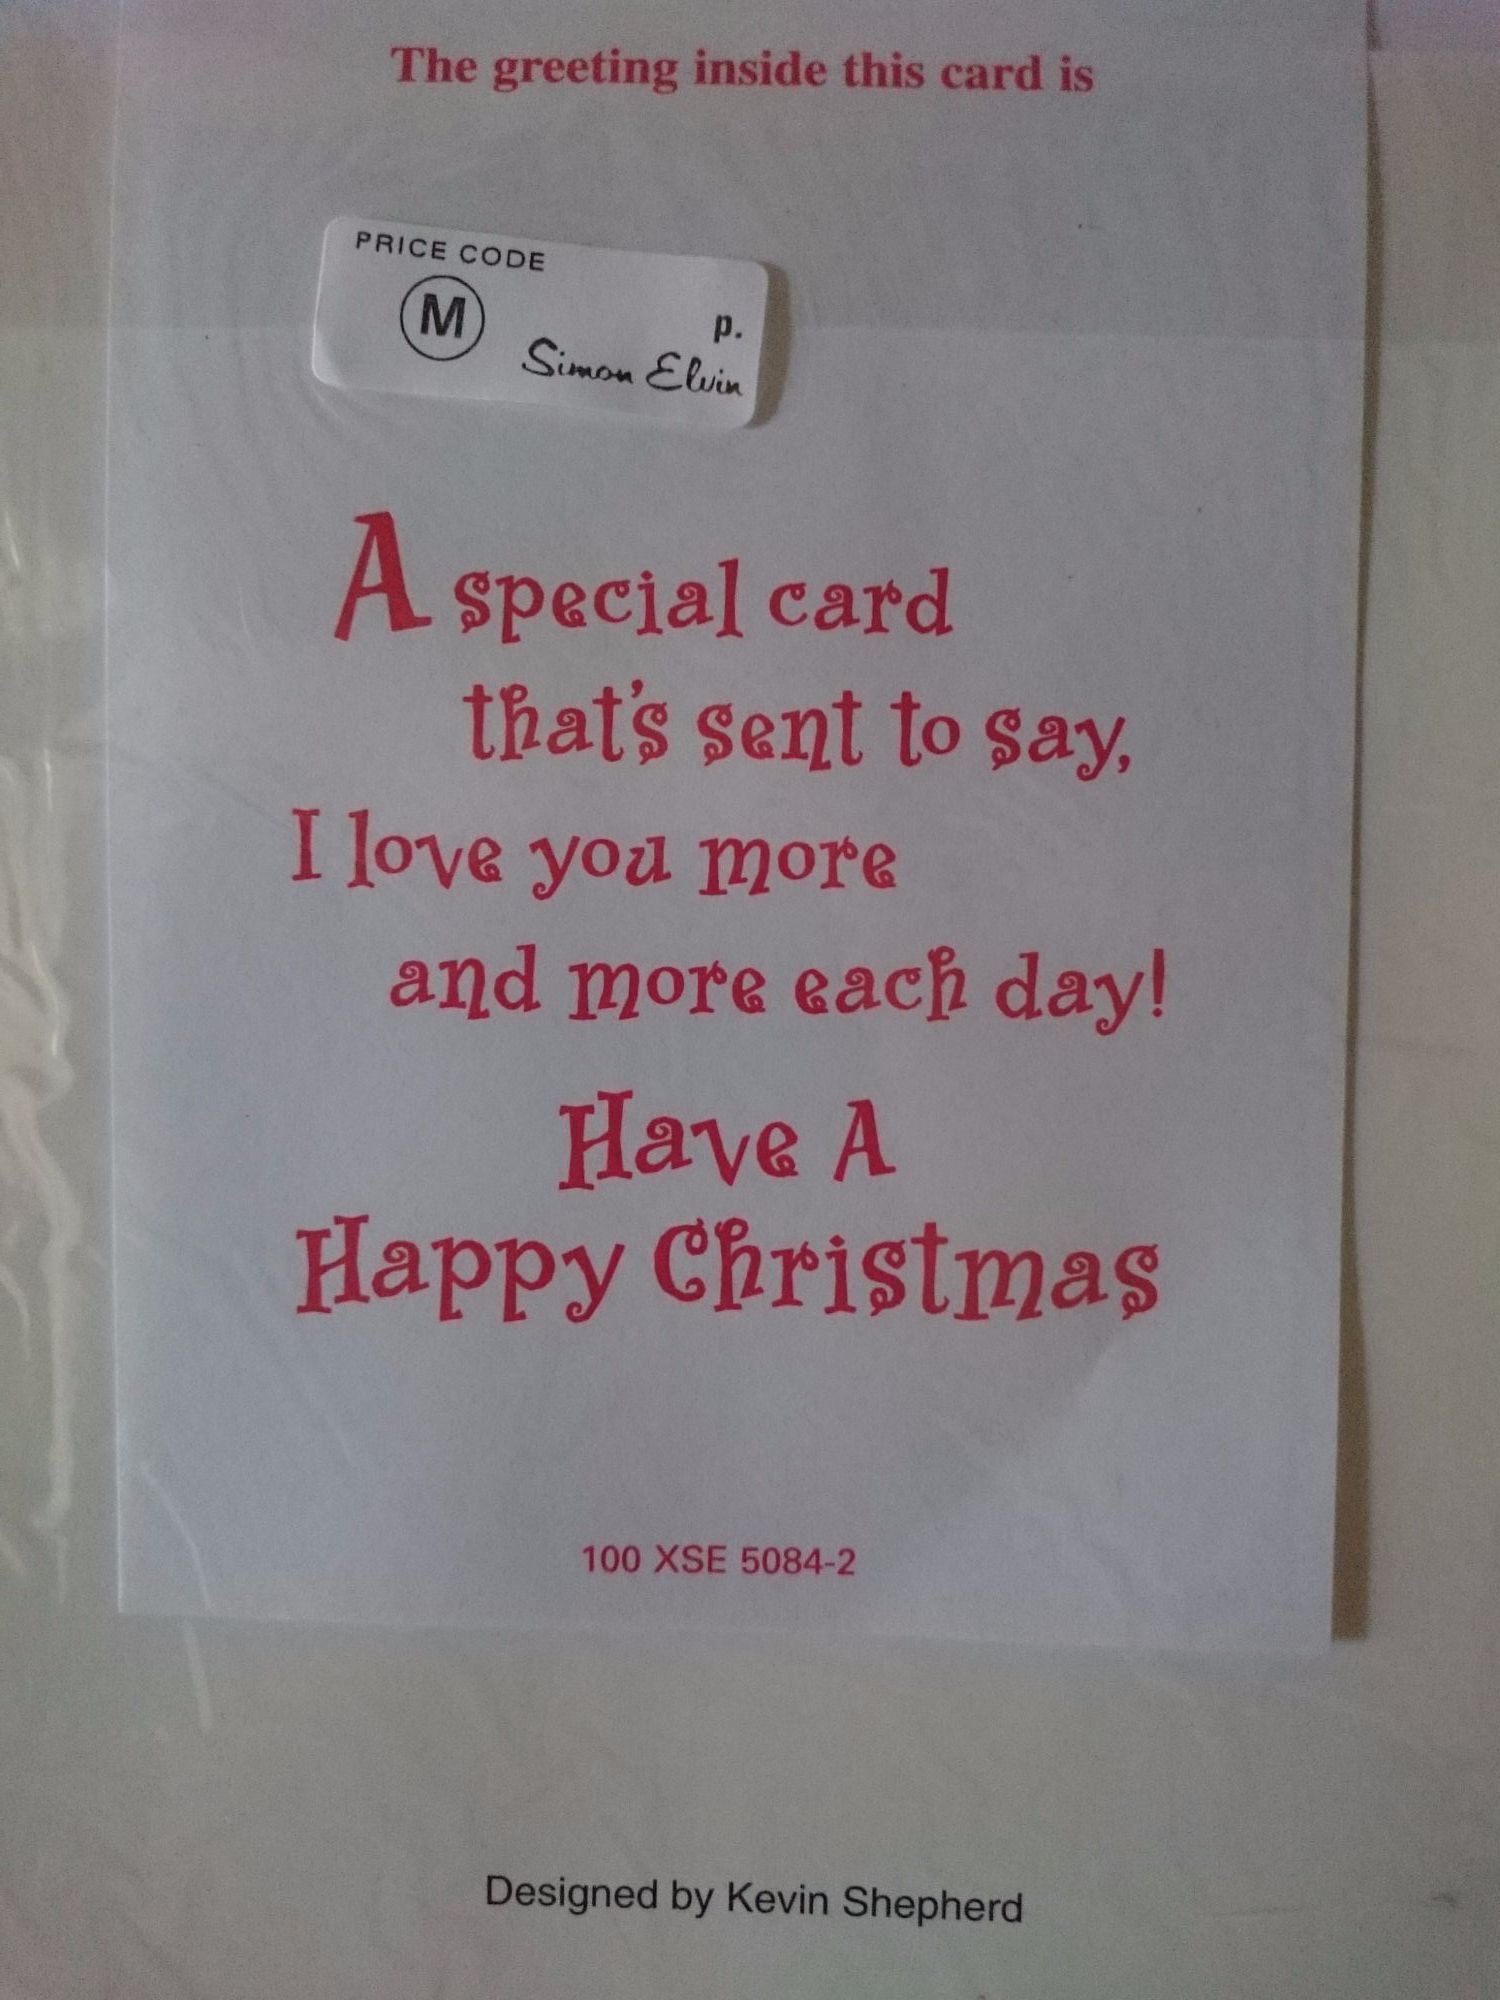 The greeting inside this card is
PRICE CODE
M
p.
Simon Elvin
A special card
that's sent to say,
I love you more
and more each day!
Have A
Happy Christmas
100 XSE 5084-2
Designed by Kevin Shepherd